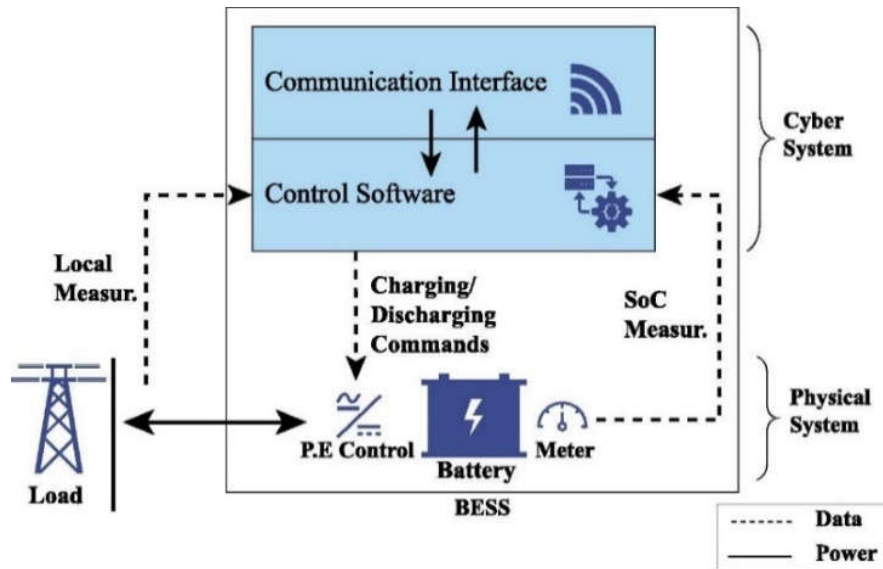 Communication Interface
Control Software
Cyber
System
Local
Measur.
Charging/
Discharging
Commands
SoC
Measur.
Physical
System
P.E Control
Battery
Meter
Load
BESS
Data
Power